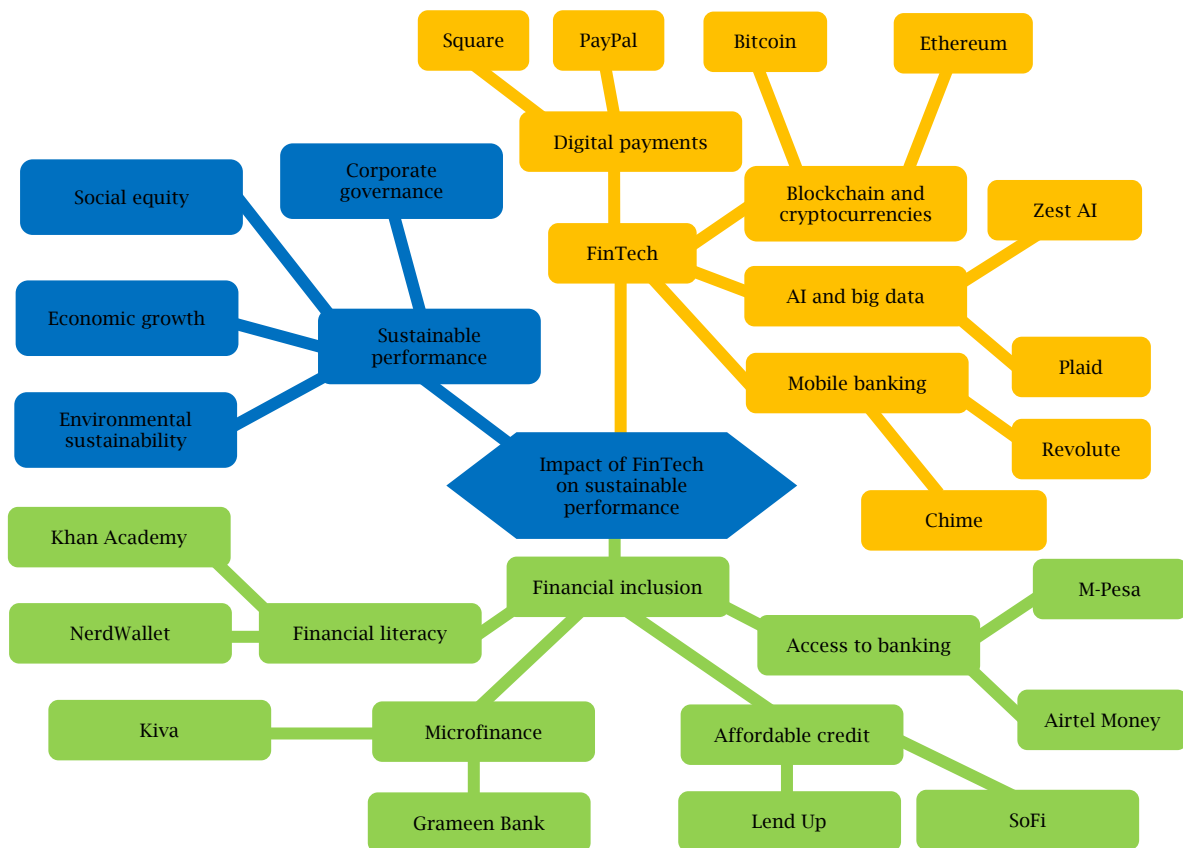 Square
PayPal
Bitcoin
Ethereum
Digital payments
Social equity
Corporate
governance
Blockchain and
cryptocurrencies
Zest AI
FinTech
AI and big data
Economic growth
Sustainable
performance
Plaid
Mobile banking
Environmental
sustainability
Revolute
Impact of FinTech
on sustainable
performance
Chime
Khan Academy
Financial inclusion
M-Pesa
NerdWallet
Financial literacy
Access to banking
Kiva
Microfinance
Affordable credit
Airtel Money
Grameen Bank
Lend Up
SoFi